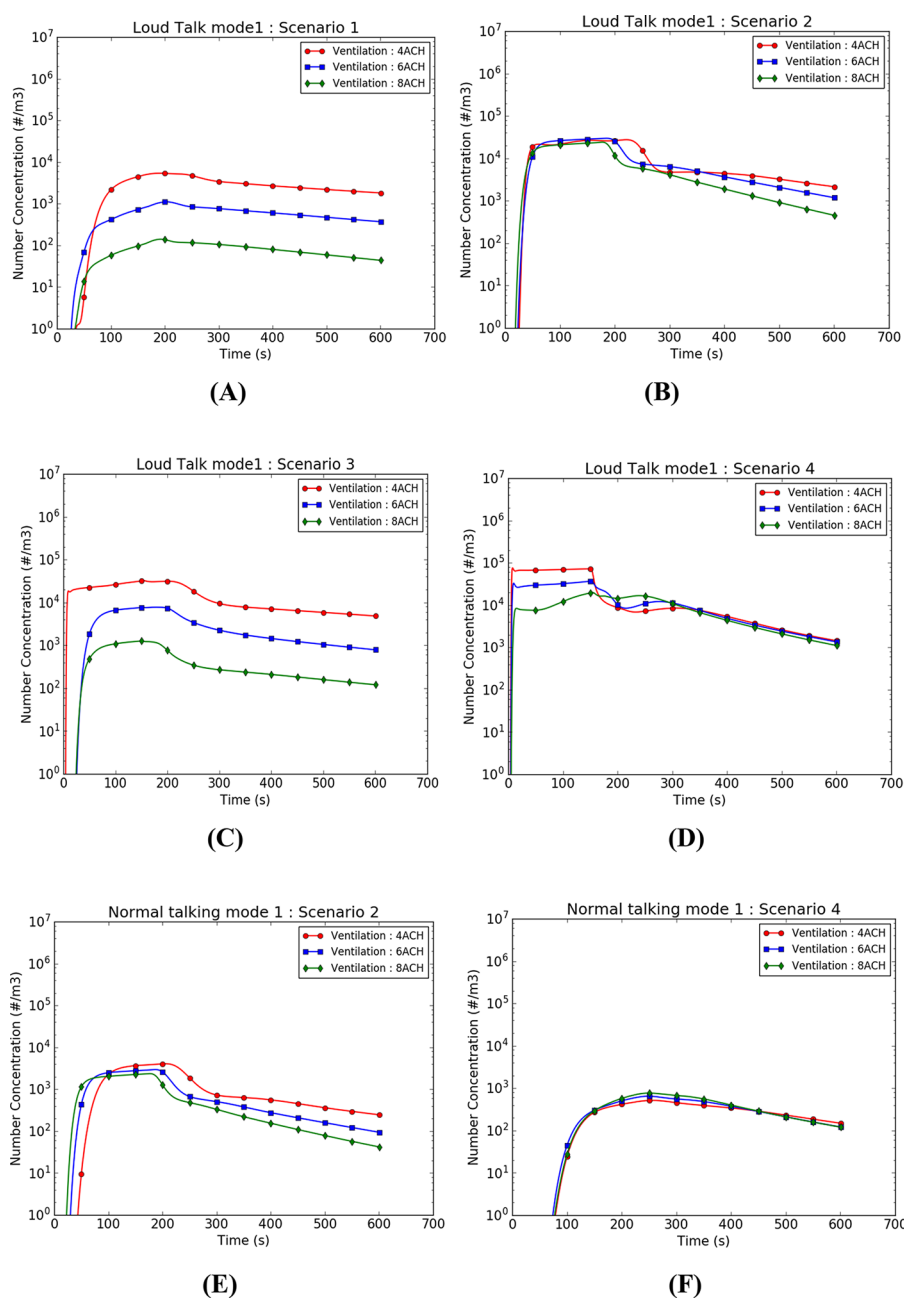 Loud Talk mode1 : Scenario 1
Number Concentration (#/m3)
10^7
10^6
10^5
10^4
10^3
10^2
10^1
10^0
Ventilation : 4ACH
Ventilation : 6ACH
Ventilation : 8ACH
0 100 200 300 400 500 600 700
Time (s)
(A)
Loud Talk mode1 : Scenario 2
Number Concentration (#/m3)
10^7
10^6
10^5
10^4
10^3
10^2
10^1
10^0
Ventilation : 4ACH
Ventilation : 6ACH
Ventilation : 8ACH
0 100 200 300 400 500 600 700
Time (s)
(B)
Loud Talk mode1 : Scenario 3
Number Concentration (#/m3)
10^7
10^6
10^5
10^4
10^3
10^2
10^1
10^0
Ventilation : 4ACH
Ventilation : 6ACH
Ventilation : 8ACH
0 100 200 300 400 500 600 700
Time (s)
(C)
Loud Talk mode1 : Scenario 4
Number Concentration (#/m3)
10^7
10^6
10^5
10^4
10^3
10^2
10^1
10^0
Ventilation : 4ACH
Ventilation : 6ACH
Ventilation : 8ACH
0 100 200 300 400 500 600 700
Time (s)
(D)
Normal talking mode 1 : Scenario 2
Number Concentration (#/m3)
10^7
10^6
10^5
10^4
10^3
10^2
10^1
10^0
Ventilation : 4ACH
Ventilation : 6ACH
Ventilation : 8ACH
0 100 200 300 400 500 600 700
Time (s)
(E)
Normal talking mode 1 : Scenario 4
Number Concentration (#/m3)
10^7
10^6
10^5
10^4
10^3
10^2
10^1
10^0
Ventilation : 4ACH
Ventilation : 6ACH
Ventilation : 8ACH
0 100 200 300 400 500 600 700
Time (s)
(F)